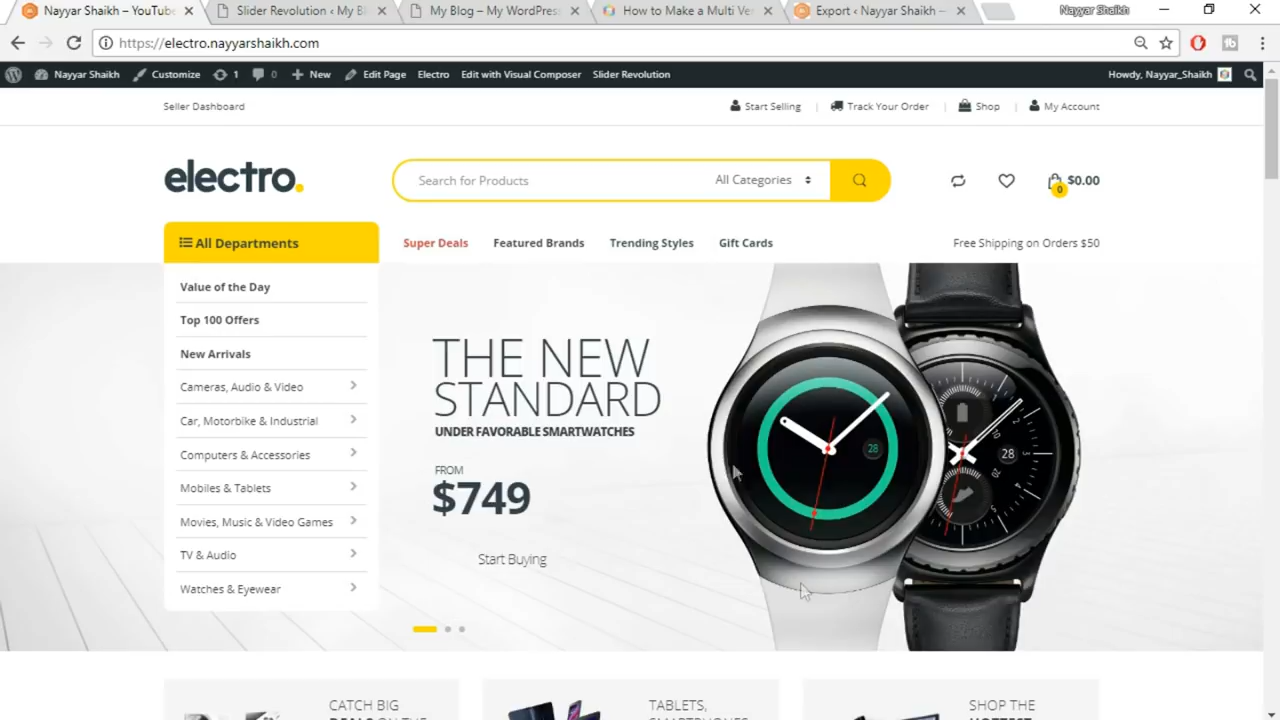 Nayyar Shaikh – YouTube
Slider Revolution ‹ My Bl
My Blog – My WordPress
How to Make a Multi Ve
Export ‹ Nayyar Shaikh —
Nayyar Shaikh
https://electro.nayyarshaikh.com
Nayyar Shaikh
Customize
1
0
New
Edit Page
Electro
Edit with Visual Composer
Slider Revolution
Howdy, Nayyar_Shaikh
Seller Dashboard
Start Selling
Track Your Order
Shop
My Account
electro.
Search for Products
All Categories
0
$0.00
All Departments
Super Deals
Featured Brands
Trending Styles
Gift Cards
Free Shipping on Orders $50
Value of the Day
Top 100 Offers
New Arrivals
Cameras, Audio & Video
Car, Motorbike & Industrial
Computers & Accessories
Mobiles & Tablets
Movies, Music & Video Games
TV & Audio
Watches & Eyewear
THE NEW
STANDARD
UNDER FAVORABLE SMARTWATCHES
FROM
$749
Start Buying
28
28
CATCH BIG
DEALS ON THE
TABLETS,
SMARTPHONES
SHOP THE
HOTTEST